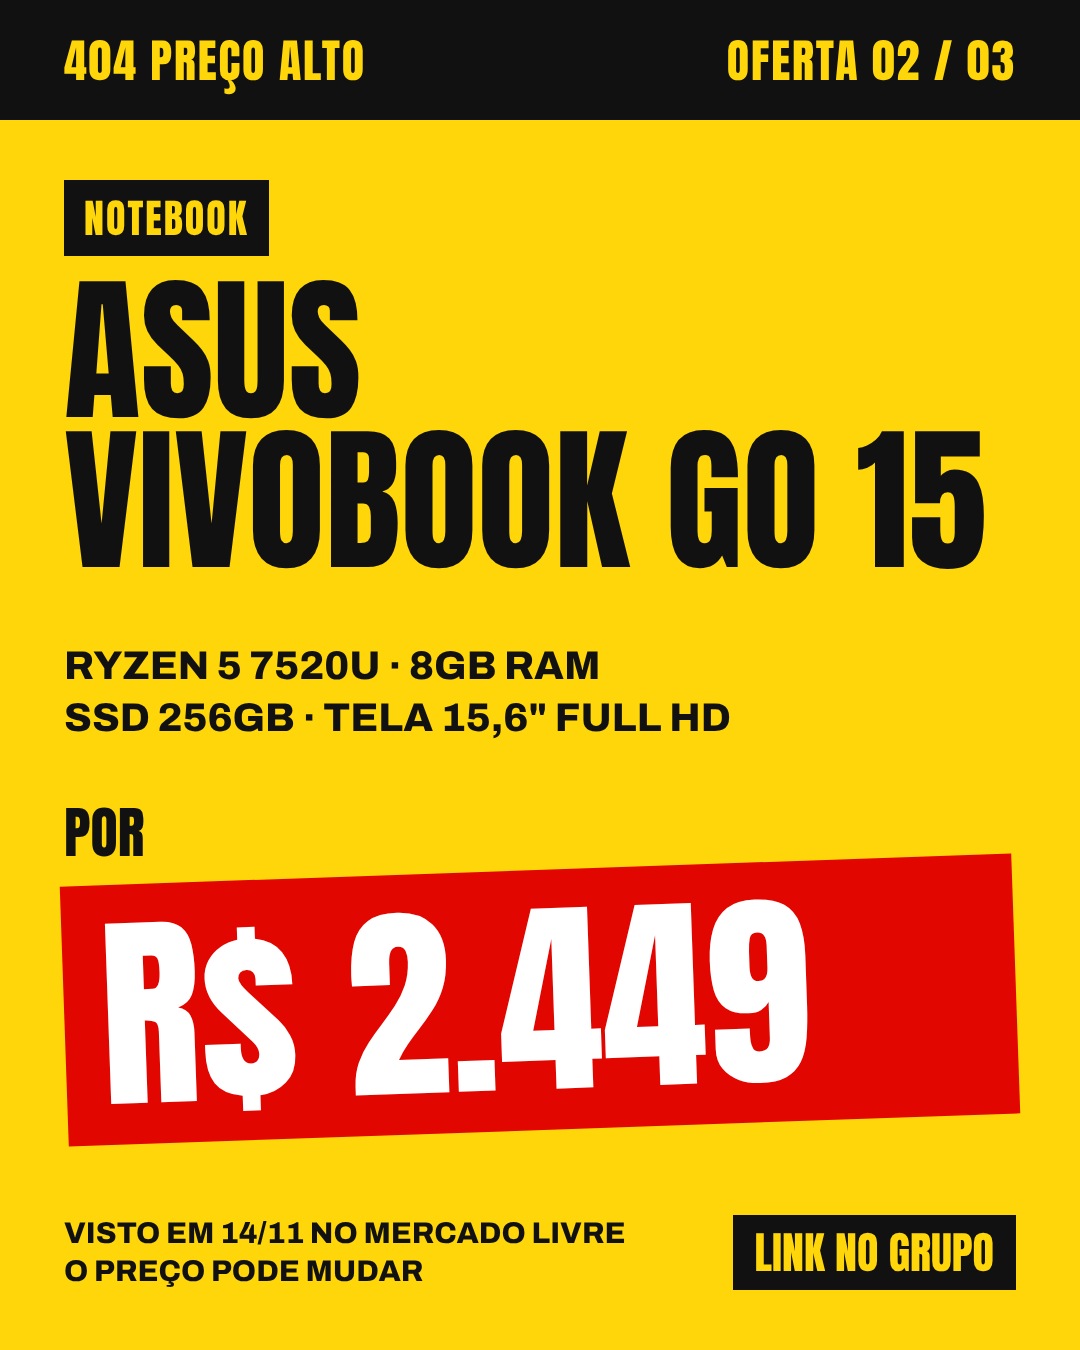 404 PREÇO ALTO
OFERTA 02 / 03
NOTEBOOK
ASUS
VIVOBOOK GO 15
RYZEN 5 7520U · 8GB RAM
SSD 256GB · TELA 15,6" FULL HD
POR
R$ 2.449
VISTO EM 14/11 NO MERCADO LIVRE
O PREÇO PODE MUDAR
LINK NO GRUPO